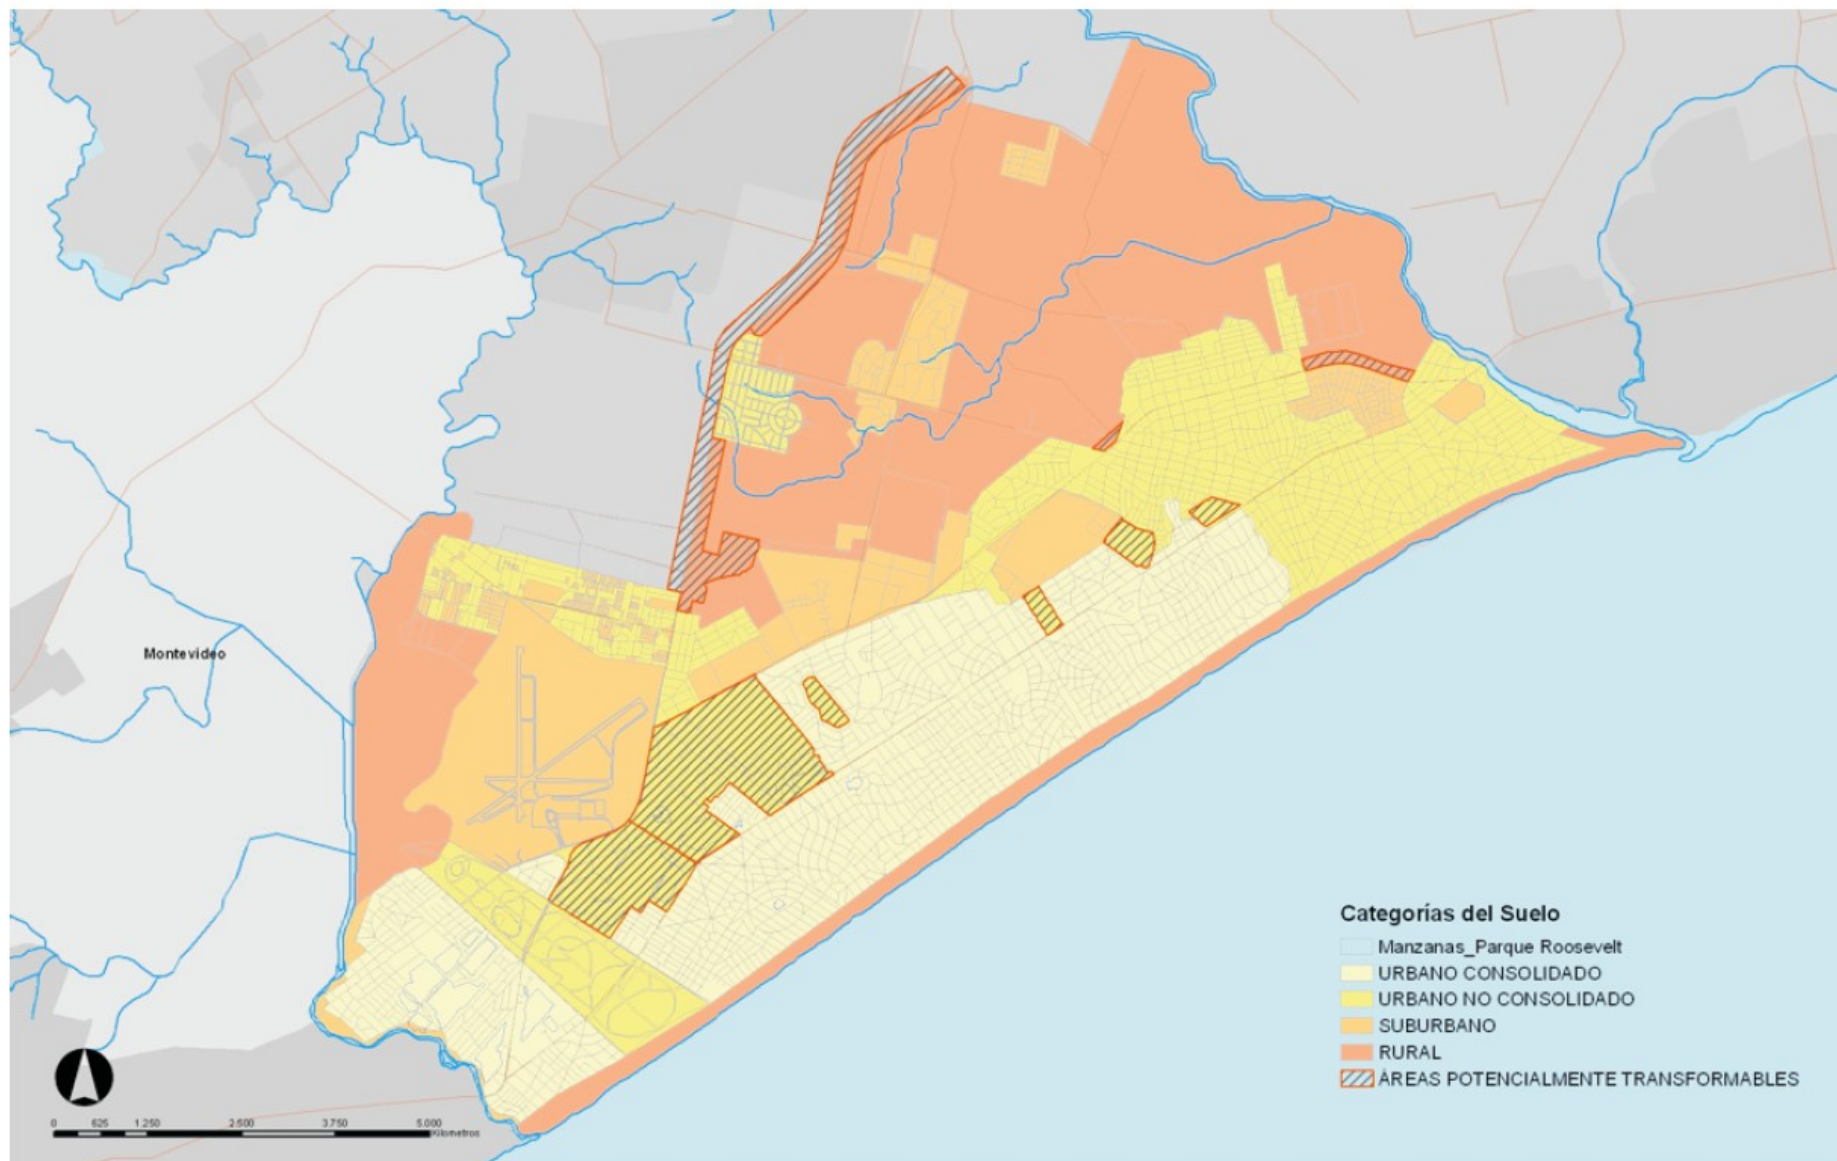 Montevideo
Categorías del Suelo
Manzanas_Parque Roosevelt
URBANO CONSOLIDADO
URBANO NO CONSOLIDADO
SUBURBANO
RURAL
ÁREAS POTENCIALMENTE TRANSFORMABLES
0 625 1.250 2.500 3.750 5.000
Kilometros